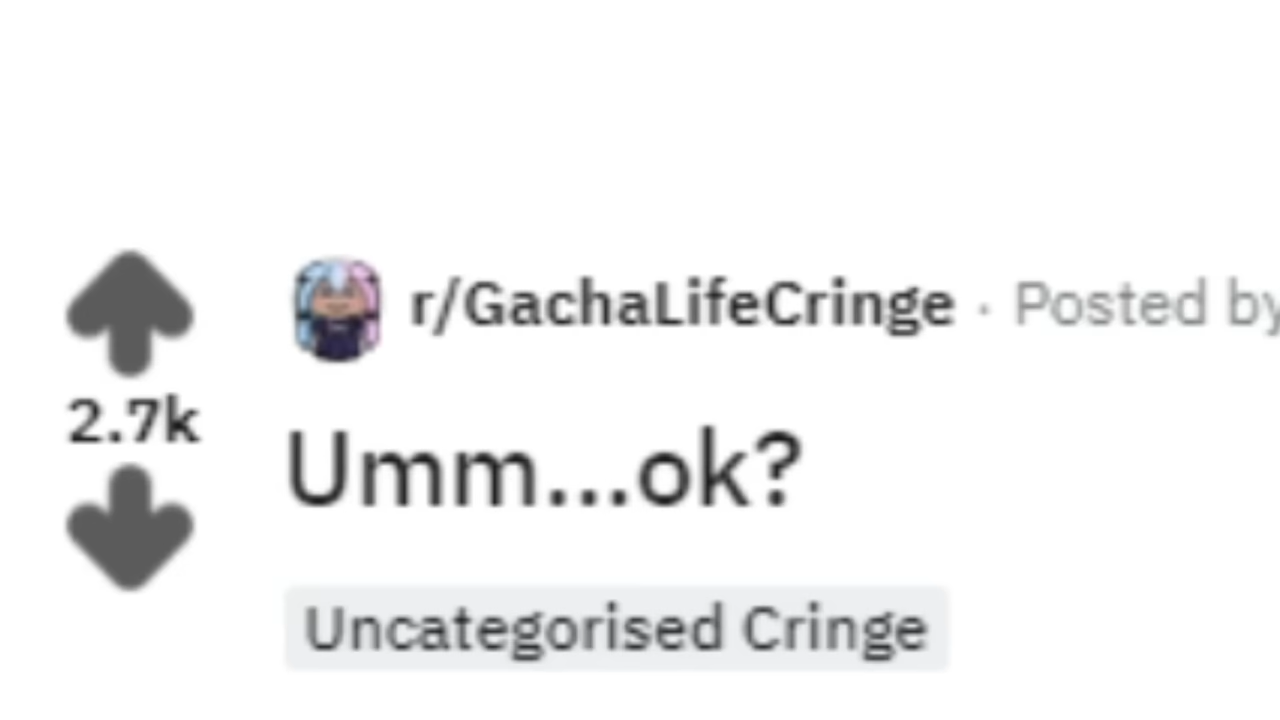 r/GachaLifeCringe · Posted by
2.7k
Umm...ok?
Uncategorised Cringe